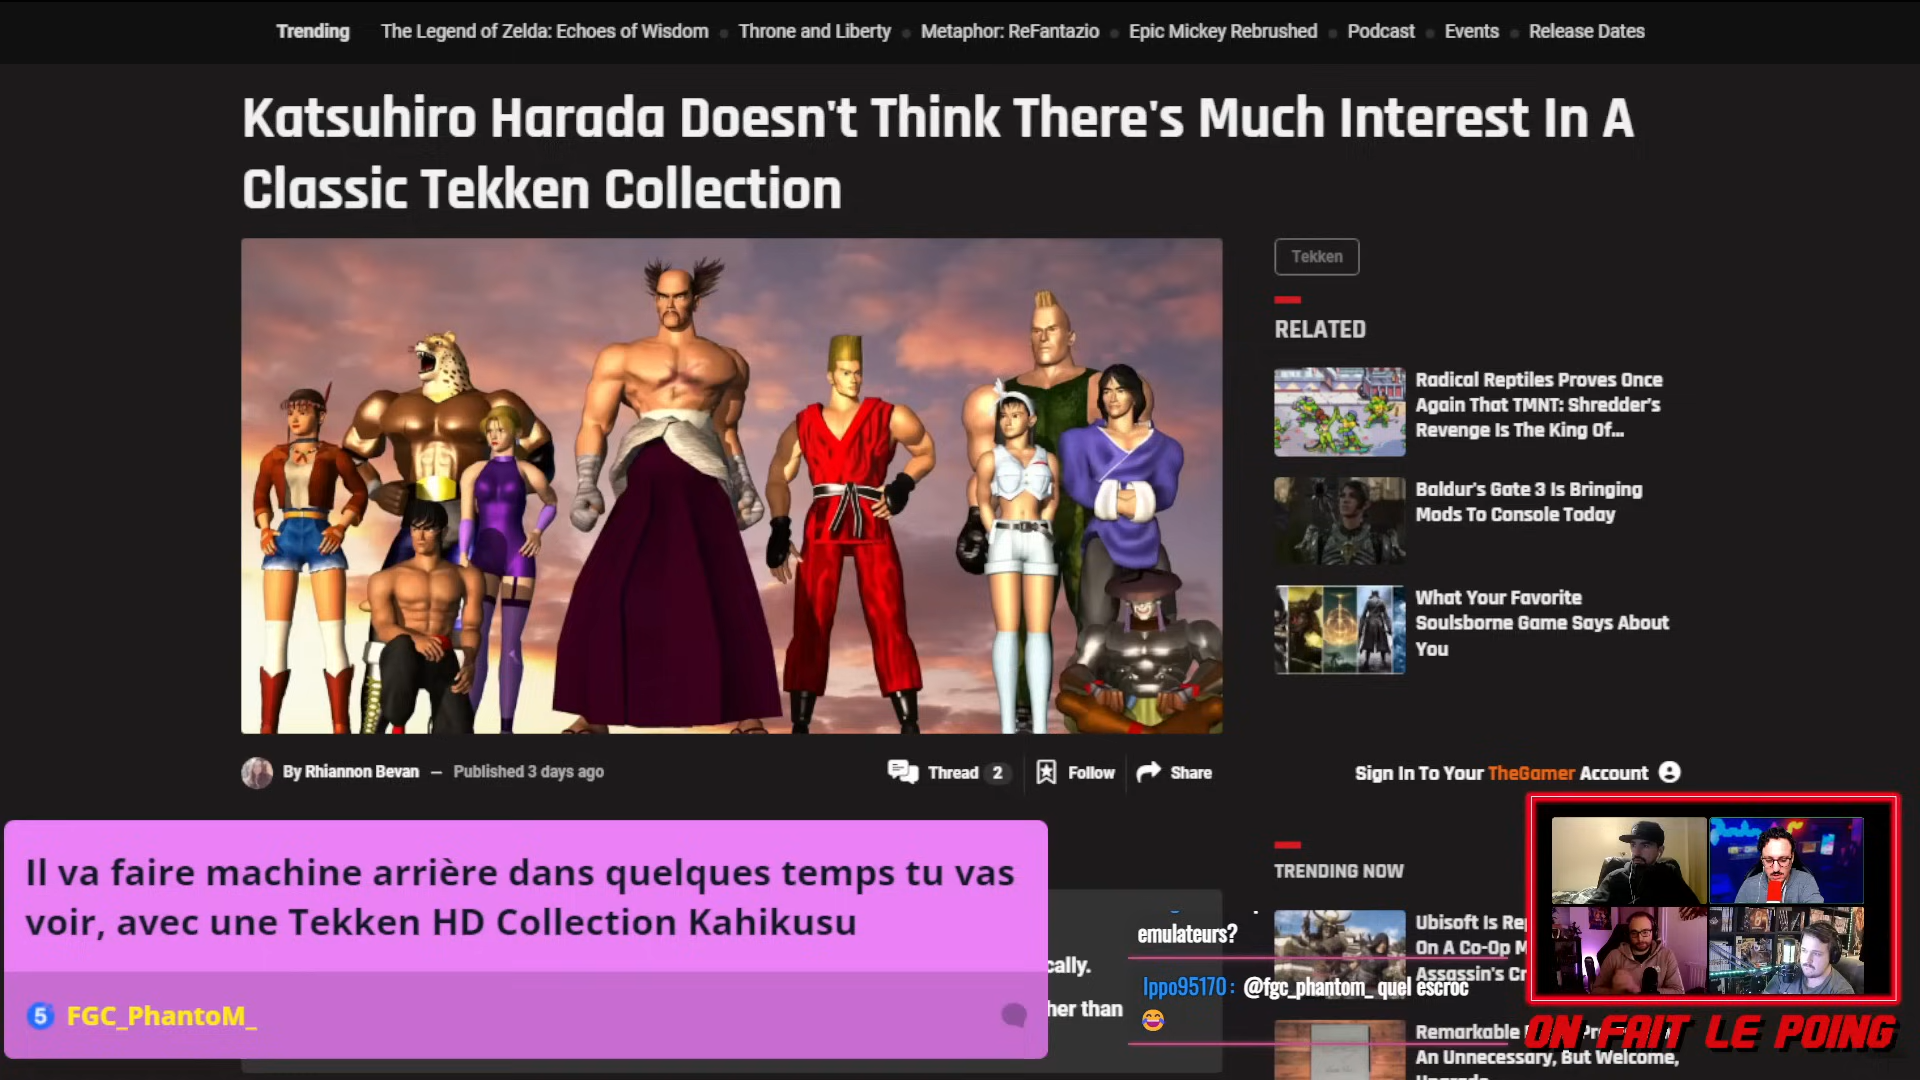 Trending The Legend of Zelda: Echoes of Wisdom Throne and Liberty Metaphor: ReFantazio Epic Mickey Rebrushed Podcast Events Release Dates
Katsuhiro Harada Doesn't Think There's Much Interest In A
Classic Tekken Collection
Tekken
RELATED
Radical Reptiles Proves Once
Again That TMNT: Shredder's
Revenge Is The King Of...
Baldur's Gate 3 Is Bringing
Mods To Console Today
What Your Favorite
Soulsborne Game Says About
You
By Rhiannon Bevan — Published 3 days ago
Thread 2 Follow Share
Sign In To Your TheGamer Account
Il va faire machine arrière dans quelques temps tu vas
voir, avec une Tekken HD Collection Kahikusu
5 FGC_PhantoM_
cally.
her than
emulateurs?
Ippo95170 : @fgc_phantom_ quel escroc
😂
TRENDING NOW
Ubisoft Is Re
On A Co-Op M
Assassin's Cr
Remarkable
An Unnecessary, But Welcome,
ON FAIT LE POING